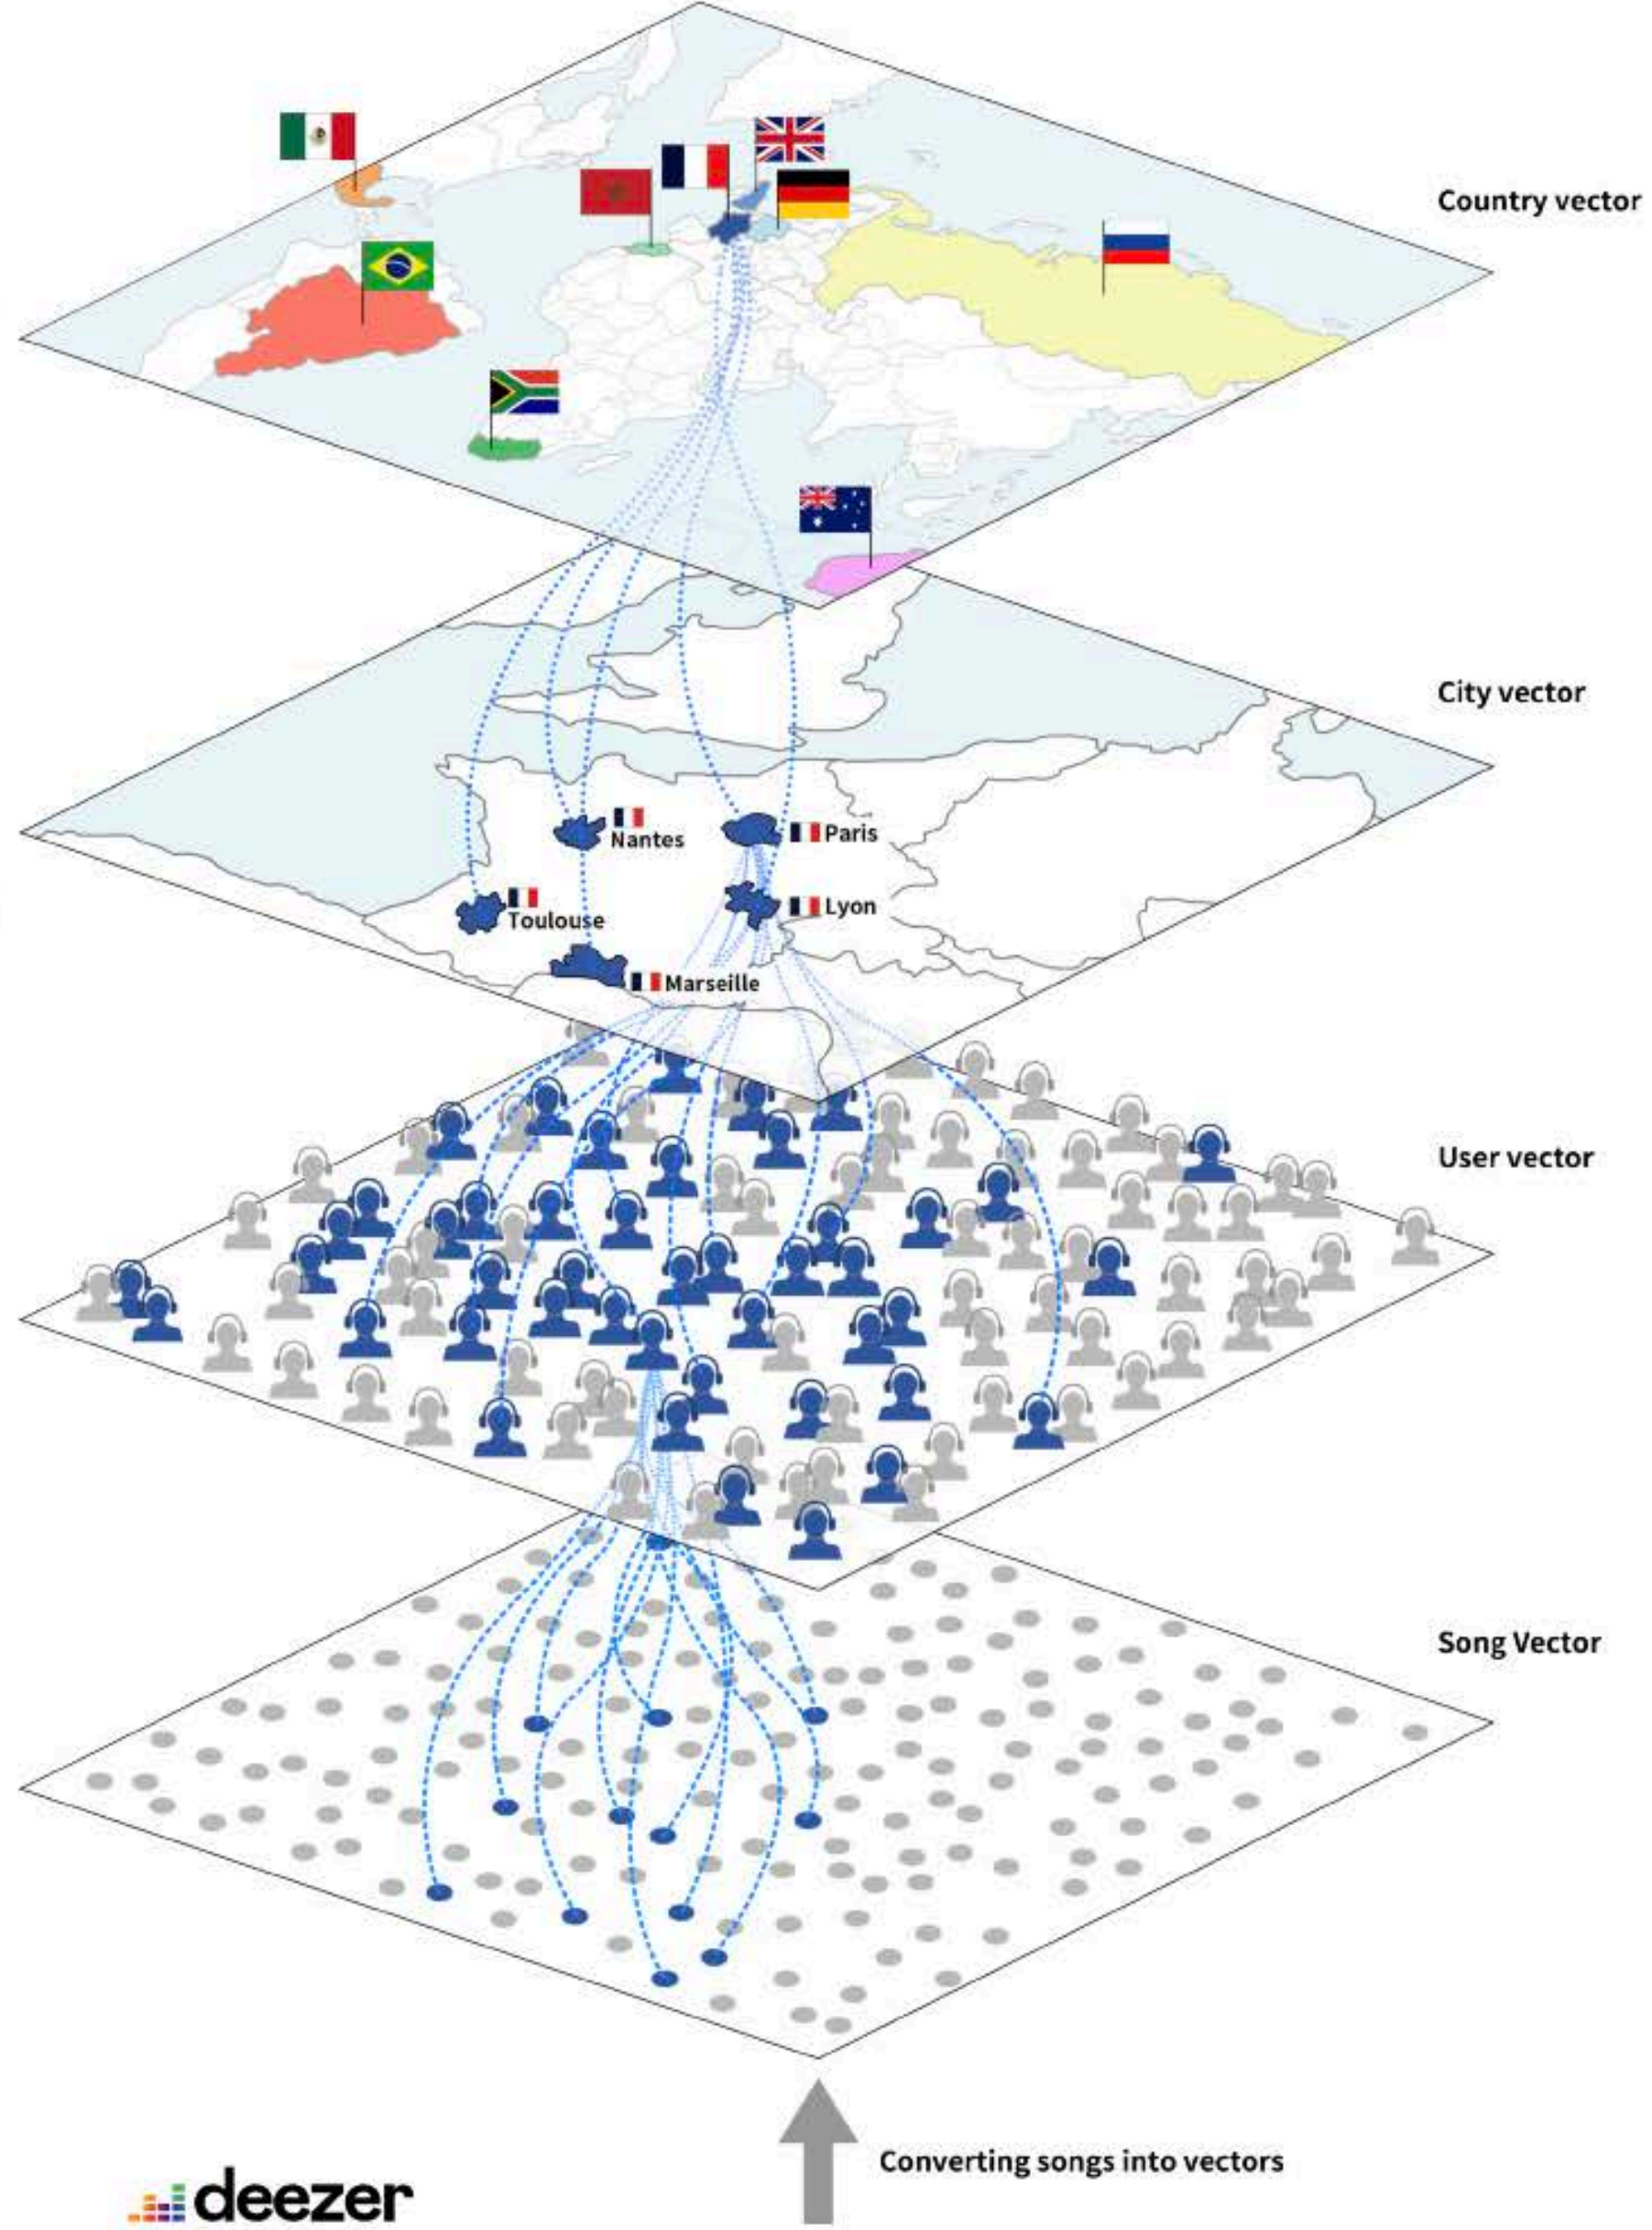 Country vector
City vector
Nantes
Paris
Toulouse
Lyon
Marseille
User vector
Song Vector
Converting songs into vectors
deezer